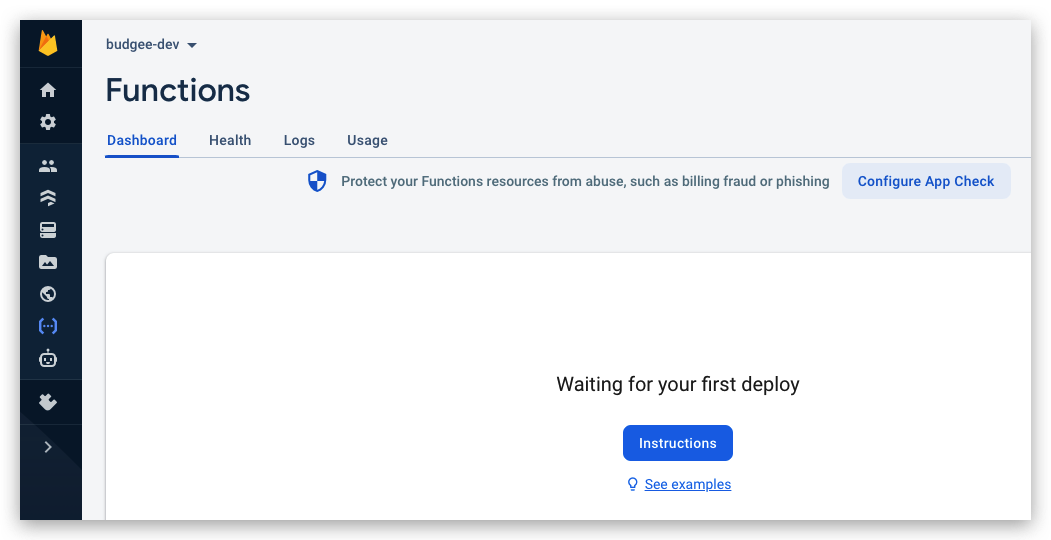 budgee-dev
Functions
Dashboard Health Logs Usage
Protect your Functions resources from abuse, such as billing fraud or phishing Configure App Check
Waiting for your first deploy
Instructions
See examples